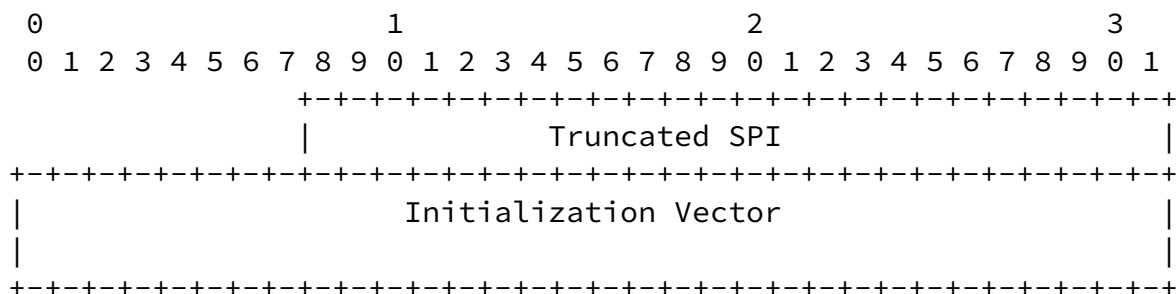 0                   1                   2                   3
0 1 2 3 4 5 6 7 8 9 0 1 2 3 4 5 6 7 8 9 0 1 2 3 4 5 6 7 8 9 0 1
                +-+-+-+-+-+-+-+-+-+-+-+-+-+-+-+-+-+-+-+-+-+-+-+-+
                |             Truncated SPI                     |
+-+-+-+-+-+-+-+-+-+-+-+-+-+-+-+-+-+-+-+-+-+-+-+-+-+-+-+-+-+-+-+-+
|                     Initialization Vector                     |
|                                                               |
+-+-+-+-+-+-+-+-+-+-+-+-+-+-+-+-+-+-+-+-+-+-+-+-+-+-+-+-+-+-+-+-+